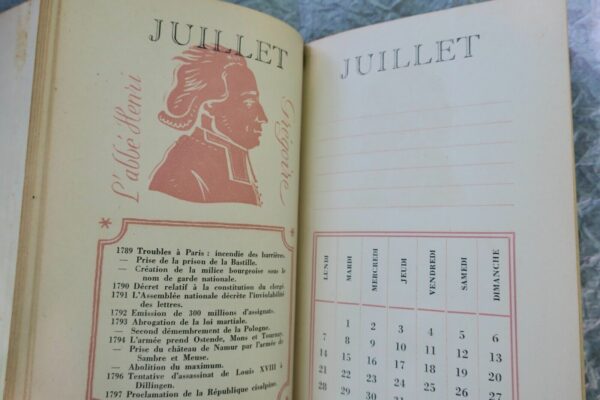 JUILLET
L'abbé Henri
Grégoire
1789 Troubles à Paris : incendie des barrières.
— Prise de la prison de la Bastille.
— Création de la milice bourgeoise sous le
nom de garde nationale.
1790 Décret relatif à la constitution du clergé.
1791 L'Assemblée nationale décrète l'inviolabilité
des lettres.
1792 Emission de 300 millions d'assignats.
1793 Abrogation de la loi martiale.
— Second démembrement de la Pologne.
1794 L'armée prend Ostende, Mons et Tournay.
— Prise du château de Namur par l'armée de
Sambre et Meuse.
— Abolition du maximum.
1796 Tentative d'assassinat de Louis XVIII à
Dillingen.
1797 Proclamation de la République cisalpine.
JUILLET
LUNDI MARDI MERCREDI JEUDI VENDREDI SAMEDI DIMANCHE
1 2 3 4 5 6
7 8 9 10 11 12 13
14 15 16 17 18 19 20
21 22 23 24 25 26 27
28 29 30 31